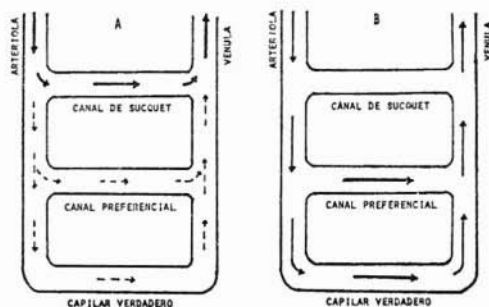 A
ARTERIOLA
VENULA
CANAL DE SUCQUET
CANAL PREFERENCIAL
CAPILAR VERDADERO
B
ARTERIOLA
VENULA
CANAL DE SUCQUET
CANAL PREFERENCIAL
CAPILAR VERDADERO